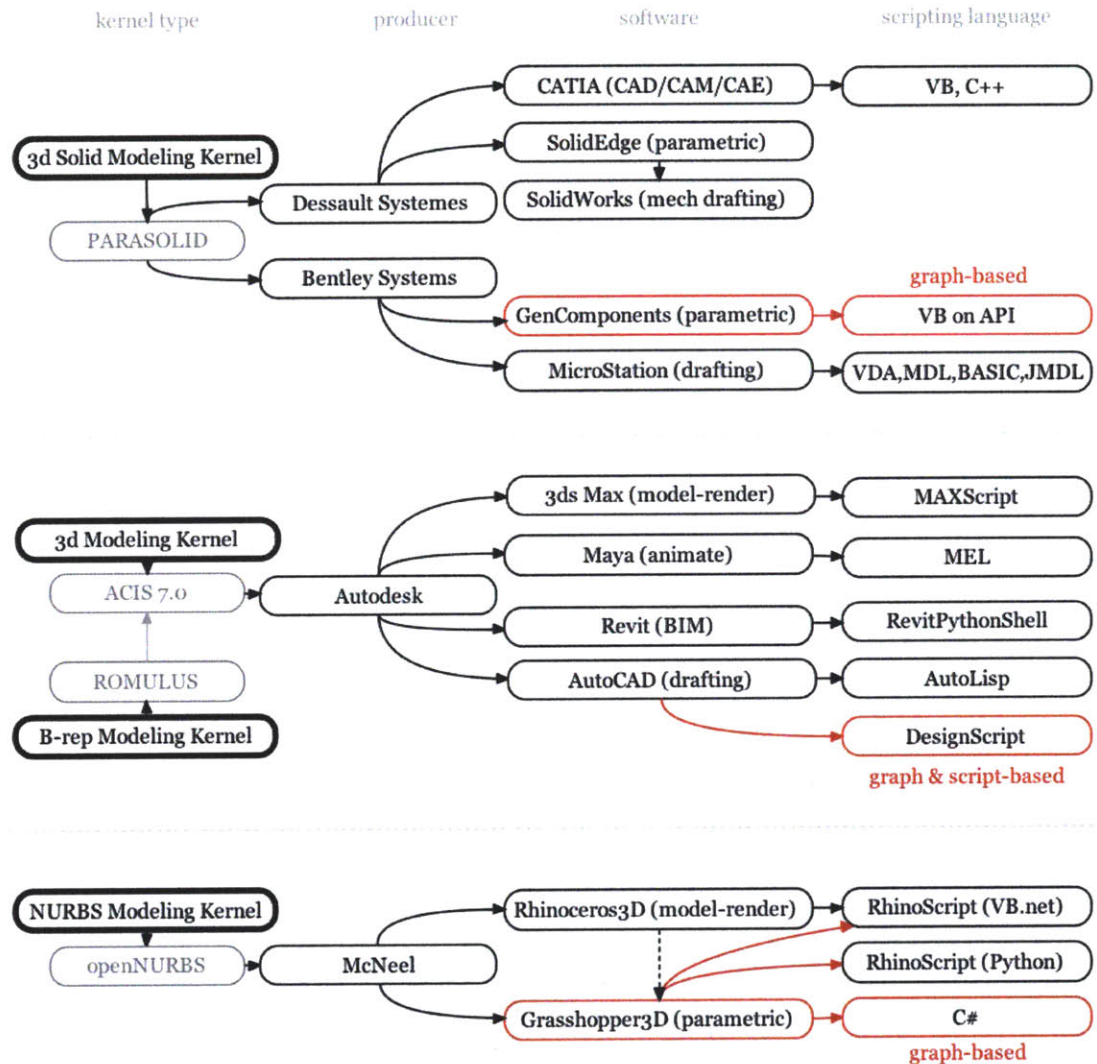 kernel type producer software scripting language
CATIA (CAD/CAM/CAE) VB, C++
3d Solid Modeling Kernel SolidEdge (parametric)
Dessault Systemes SolidWorks (mech drafting)
PARASOLID
Bentley Systems graph-based
GenComponents (parametric) VB on API
MicroStation (drafting) VDA,MDL,BASIC,JMDL
3ds Max (model-render) MAXScript
3d Modeling Kernel Maya (animate) MEL
ACIS 7.0 Autodesk
Revit (BIM) RevitPythonShell
ROMULUS AutoCAD (drafting) AutoLisp
B-rep Modeling Kernel DesignScript
graph & script-based
NURBS Modeling Kernel Rhinoceros3D (model-render) RhinoScript (VB.net)
openNURBS McNeel RhinoScript (Python)
Grasshopper3D (parametric) C#
graph-based